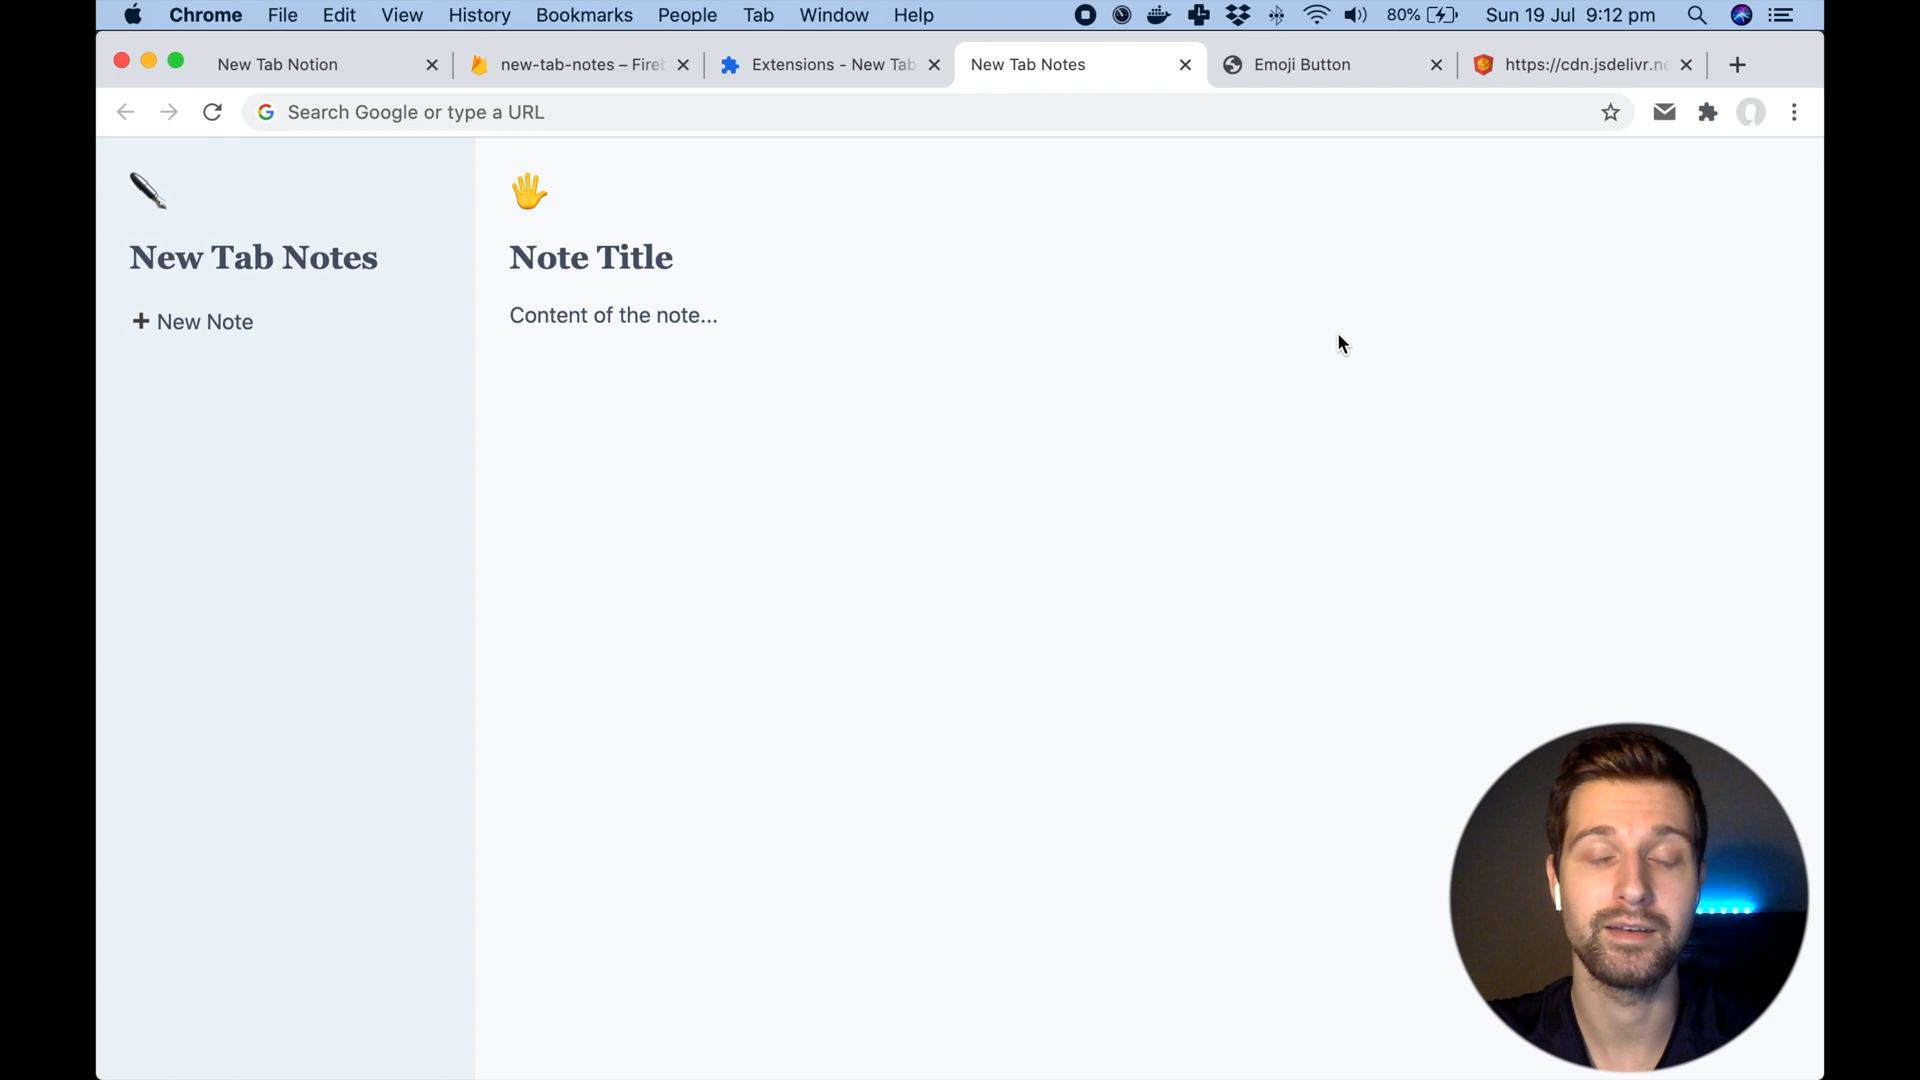 Chrome File Edit View History Bookmarks People Tab Window Help 80% Sun 19 Jul 9:12 pm
New Tab Notion new-tab-notes – Fireb Extensions - New Tab New Tab Notes Emoji Button https://cdn.jsdelivr.ne
Search Google or type a URL
New Tab Notes
New Note
Note Title
Content of the note...